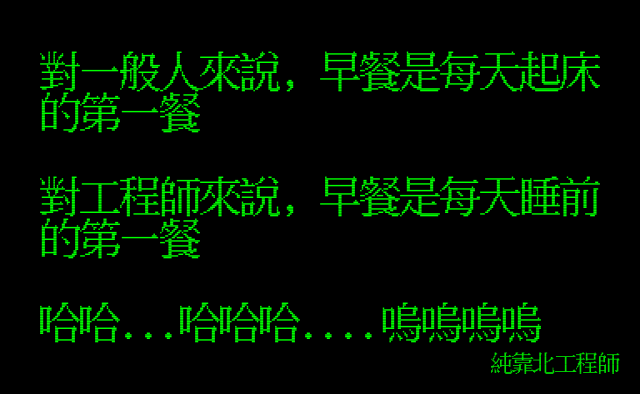 對一般人來說，早餐是每天起床
的第一餐
對工程師來說，早餐是每天睡前
的第一餐
哈哈...哈哈哈....嗚嗚嗚嗚
純靠北工程師